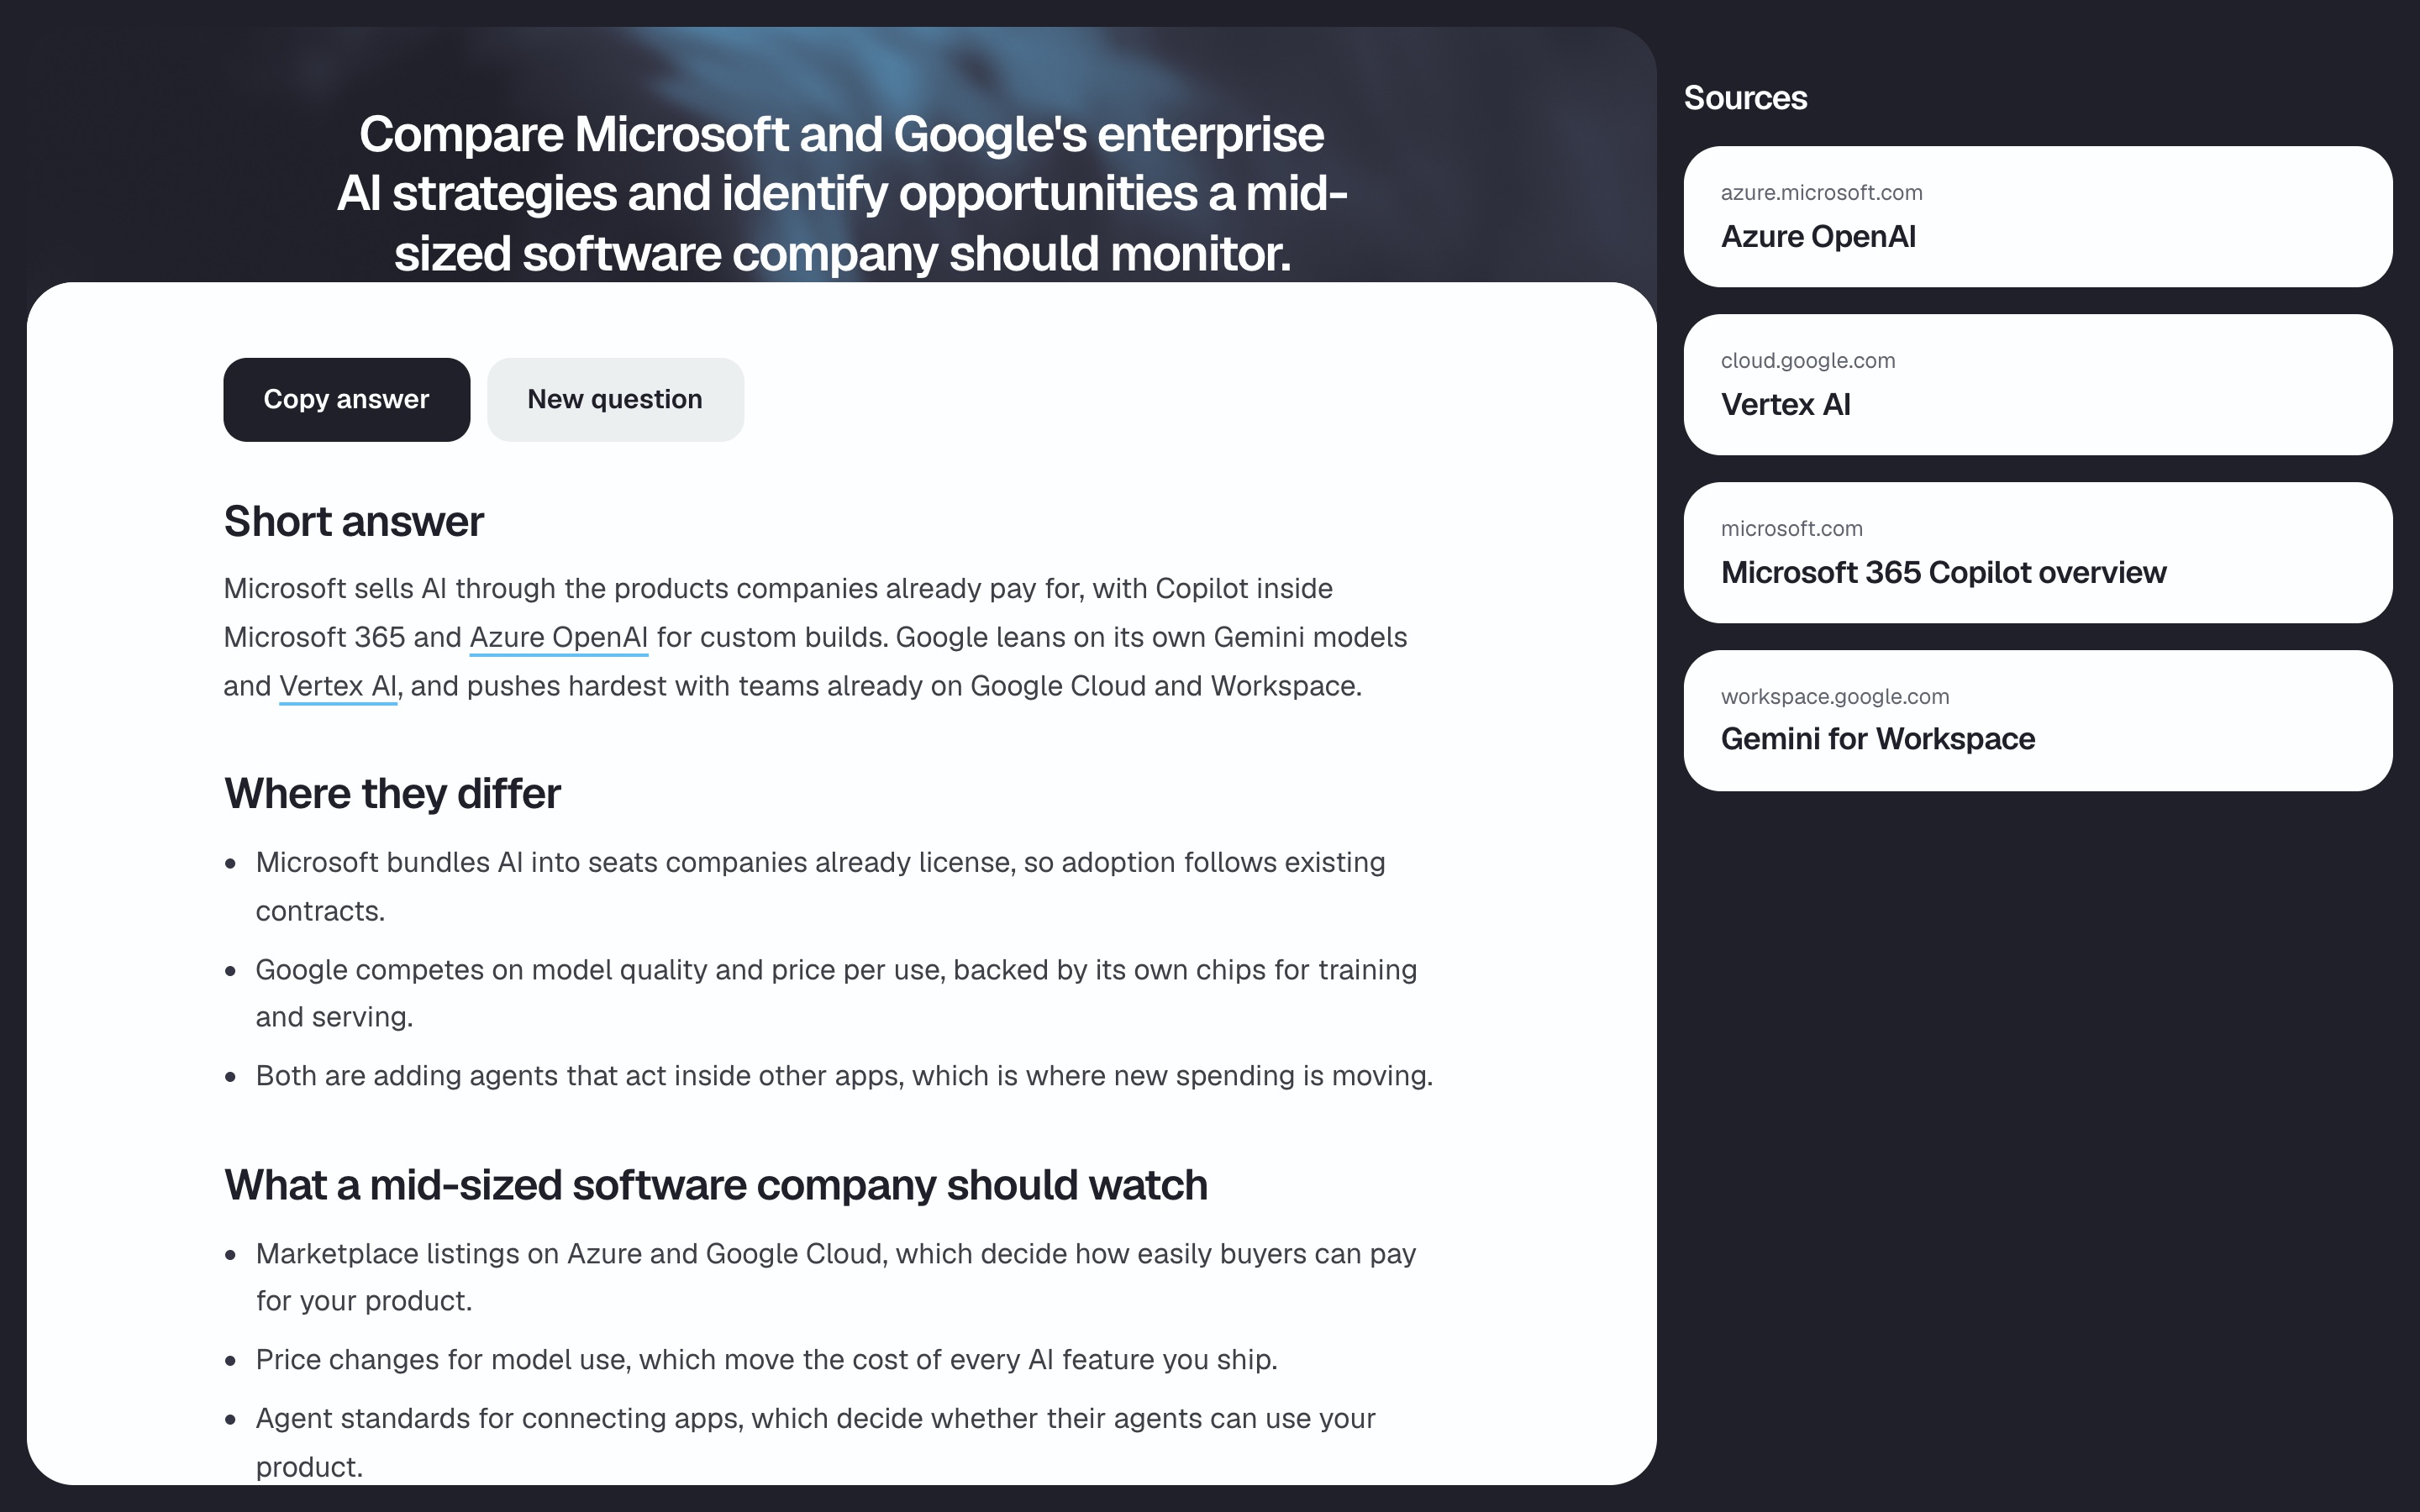 Compare Microsoft and Google's enterprise
AI strategies and identify opportunities a mid-
sized software company should monitor.
Copy answer
New question
Short answer
Microsoft sells AI through the products companies already pay for, with Copilot inside
Microsoft 365 and Azure OpenAI for custom builds. Google leans on its own Gemini models
and Vertex AI, and pushes hardest with teams already on Google Cloud and Workspace.
Where they differ
• Microsoft bundles AI into seats companies already license, so adoption follows existing
contracts.
• Google competes on model quality and price per use, backed by its own chips for training
and serving.
• Both are adding agents that act inside other apps, which is where new spending is moving.
What a mid-sized software company should watch
• Marketplace listings on Azure and Google Cloud, which decide how easily buyers can pay
for your product.
• Price changes for model use, which move the cost of every AI feature you ship.
• Agent standards for connecting apps, which decide whether their agents can use your
product.
Sources
azure.microsoft.com
Azure OpenAI
cloud.google.com
Vertex AI
microsoft.com
Microsoft 365 Copilot overview
workspace.google.com
Gemini for Workspace